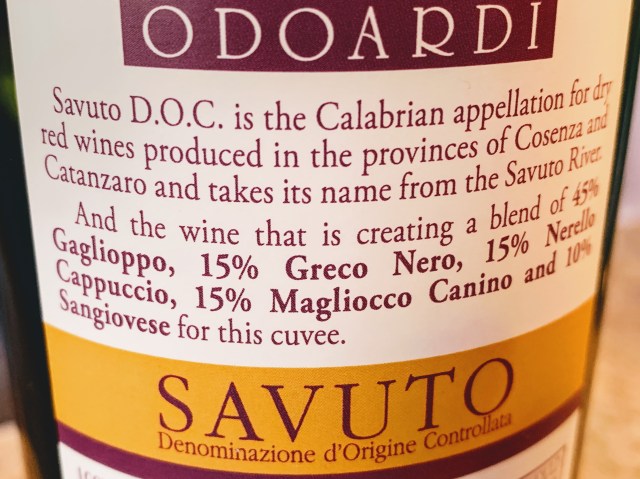 ODOARDI
Savuto D.O.C. is the Calabrian appellation for dry
red wines produced in the provinces of Cosenza and
Catanzaro and takes its name from the Savuto River.
And the wine that is creating a blend of 45%
Gaglioppo, 15% Greco Nero, 15% Nerello
Cappuccio, 15% Magliocco Canino and 10%
Sangiovese for this cuvee.
SAVUTO
Denominazione d'Origine Controllata